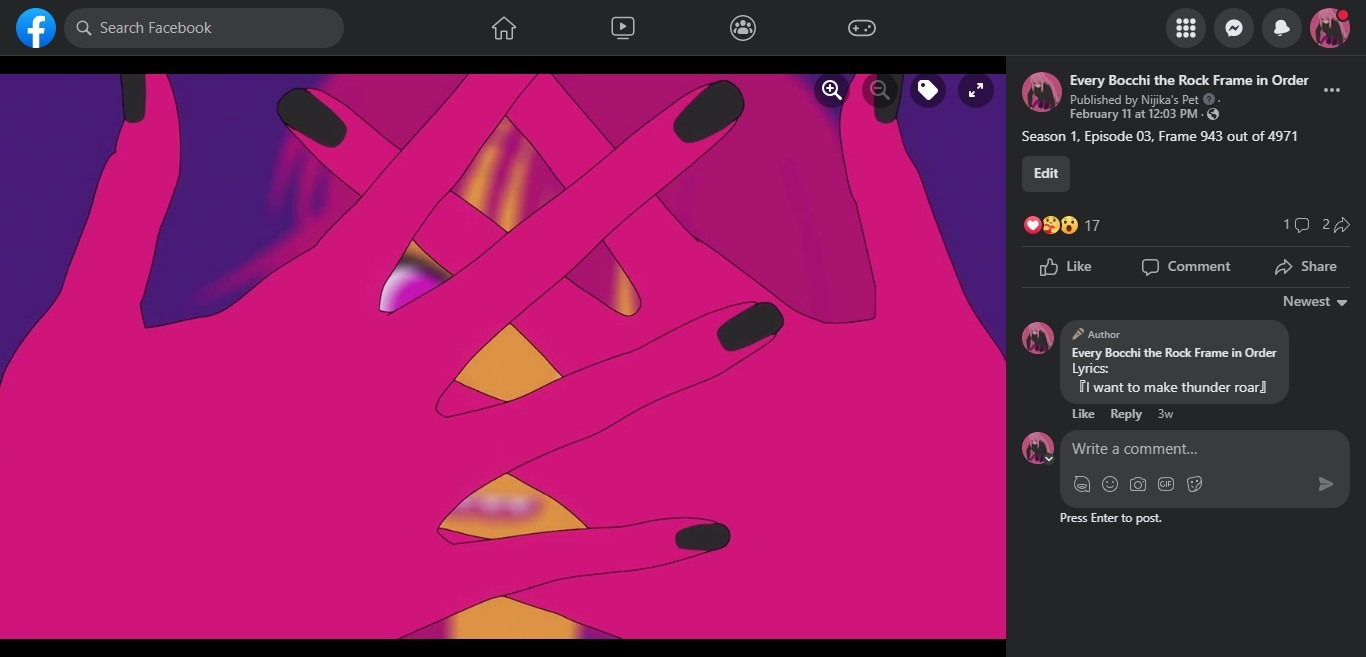 Search Facebook
Every Bocchi the Rock Frame in Order
Published by Nijika's Pet ·
February 11 at 12:03 PM ·
Season 1, Episode 03, Frame 943 out of 4971
Edit
17
1
2
Like
Comment
Share
Newest
Author
Every Bocchi the Rock Frame in Order
Lyrics:
『I want to make thunder roar』
Like
Reply
3w
Write a comment...
GIF
Press Enter to post.